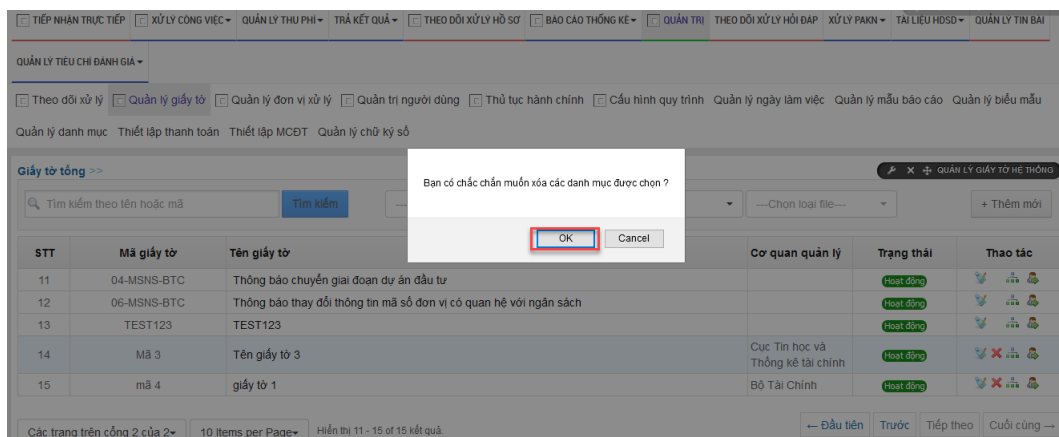 TIẾP NHẬN TRỰC TIẾP XỬ LÝ CÔNG VIỆC QUẢN LÝ THU PHÍ TRẢ KẾT QUẢ THEO DÕI XỬ LÝ HỒ SƠ BÁO CÁO THỐNG KÊ QUẢN TRỊ THEO DÕI XỬ LÝ HỎI ĐÁP XỬ LÝ PAKN TÀI LIỆU HDSD QUẢN LÝ TIN BÀI
QUẢN LÝ TIÊU CHÍ ĐÁNH GIÁ
Theo dõi xử lý Quản lý giấy tờ Quản lý đơn vị xử lý Quản trị người dùng Thủ tục hành chính Cấu hình quy trình Quản lý ngày làm việc Quản lý mẫu báo cáo Quản lý biểu mẫu
Quản lý danh mục Thiết lập thanh toán Thiết lập MCĐT Quản lý chữ ký số
Giấy tờ tổng >> QUẢN LÝ GIẤY TỜ HỆ THỐNG
Bạn có chắc chắn muốn xóa các danh mục được chọn ?
Tìm kiếm theo tên hoặc mã Tìm kiếm ---Chọn loại file--- + Thêm mới
OK Cancel
STT Mã giấy tờ Tên giấy tờ Cơ quan quản lý Trạng thái Thao tác
11 04-MSNS-BTC Thông báo chuyển giai đoạn dự án đầu tư Hoạt động
12 06-MSNS-BTC Thông báo thay đổi thông tin mã số đơn vị có quan hệ với ngân sách Hoạt động
13 TEST123 TEST123 Hoạt động
14 Mã 3 Tên giấy tờ 3 Cục Tin học và Thống kê tài chính Hoạt động
15 mã 4 giấy tờ 1 Bộ Tài Chính Hoạt động
Các trang trên cổng 2 của 2 10 Items per Page Hiển thị 11 - 15 of 15 kết quả. ← Đầu tiên Trước Tiếp theo Cuối cùng →